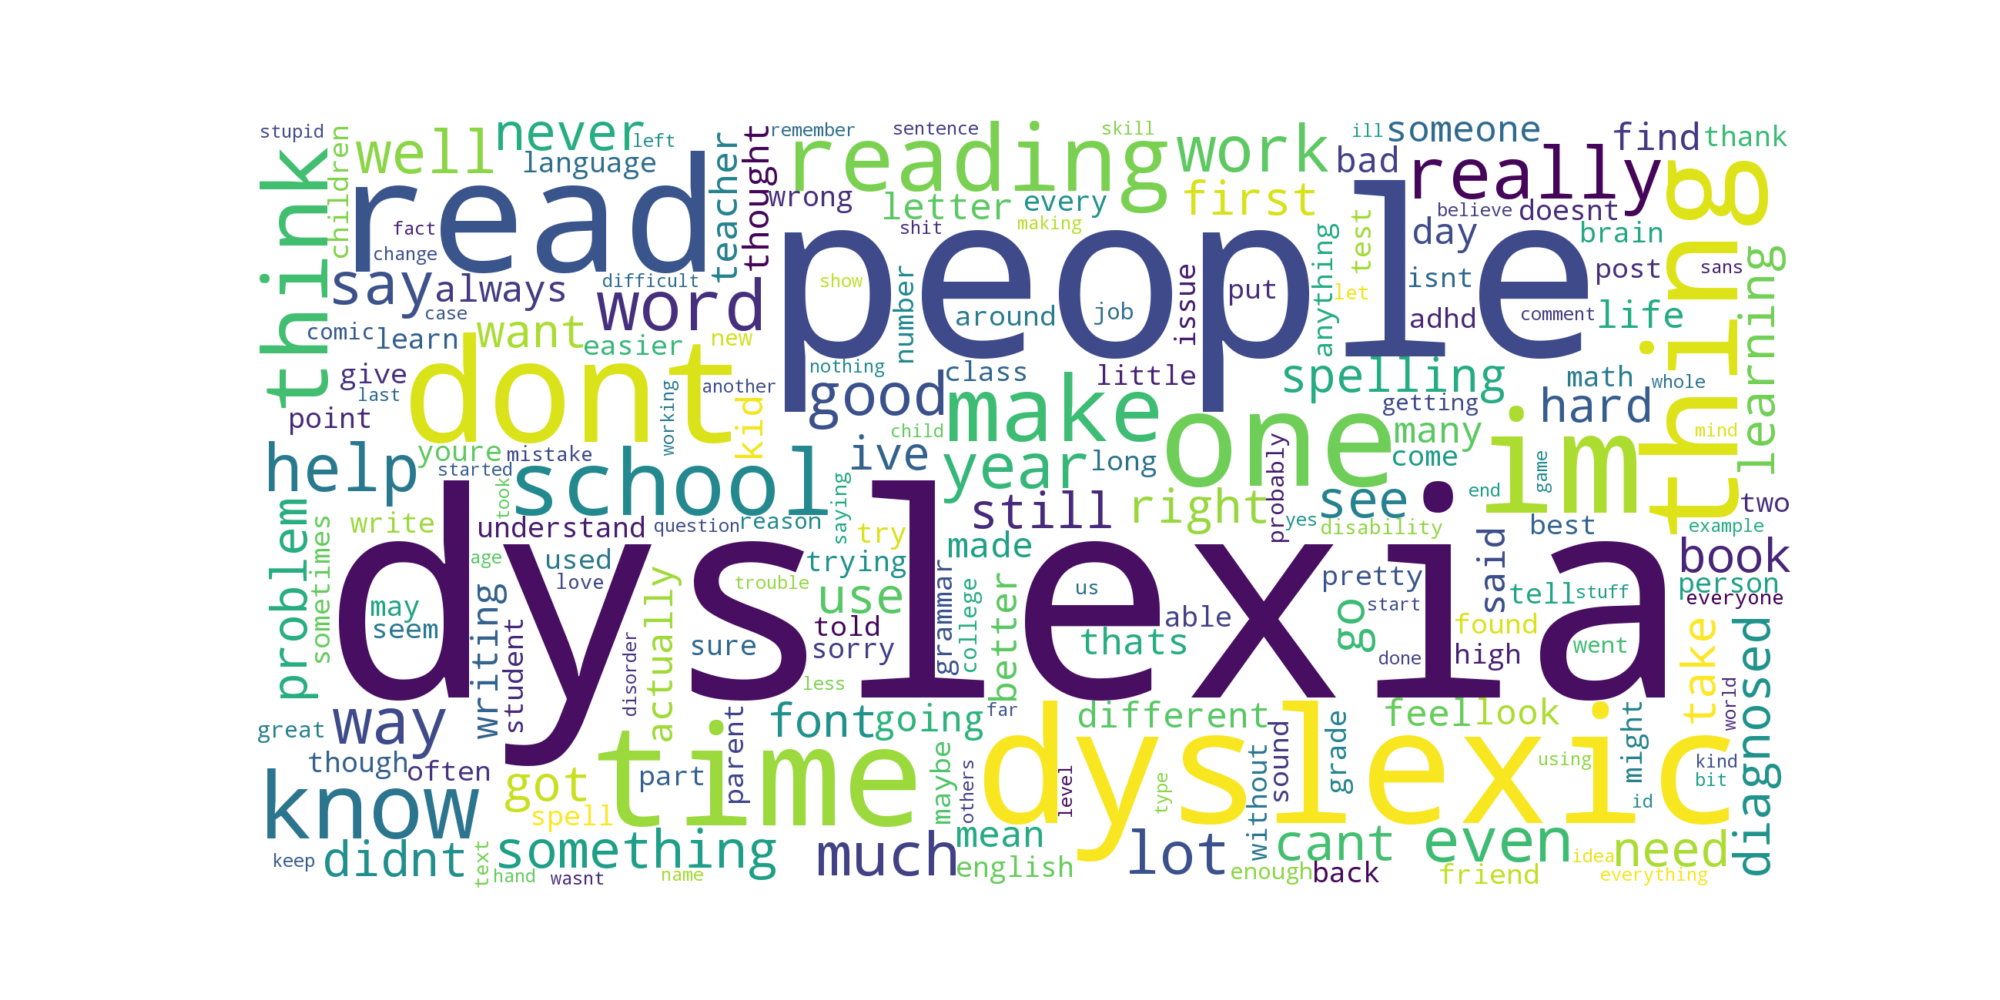 stupid
children
think
well
never
left
language
read
fact
change
say
always
case
comic
learn
want
easier
difficult
word
teacher
thought
remember
wrong
sentence
reading
skill
work
letter
every
shit
making
first
people
ill
someone
bad
really
find
thank
thing
test
day
believe
doesnt
brain
anything
isnt
post
sans
show
number
around
job
issue
put
let
adhd
comment
life
learning
give
last
point
dont
new
another
working
kid
nothing
good
class
little
make
one
spelling
getting
many
come
math
whole
hard
im
mind
help
youre
started
mistake
took
school
child
ive
year
long
right
probably
see
yes
disability
end
game
best
two
example
book
person
everyone
problem
sometimes
write
understand
question
reason
saying
try
trying
still
made
dyslexia
age
used
love
trouble
use
may
seem
writing
student
disorder
actually
sure
told
sorry
less
grammar
college
better
us
thats
able
pretty
start
go
done
said
tell
stuff
found
high
went
take
diagnosed
world
great
way
though
often
know
got
spell
time
part
parent
font
going
far
maybe
others
level
different
type
dyslexic
without
sound
grade
feel
look
using
might
id
kind
bit
keep
didnt
text
something
hand
wasnt
name
much
mean
english
lot
enough
cant
back
even
friend
idea
need
everything